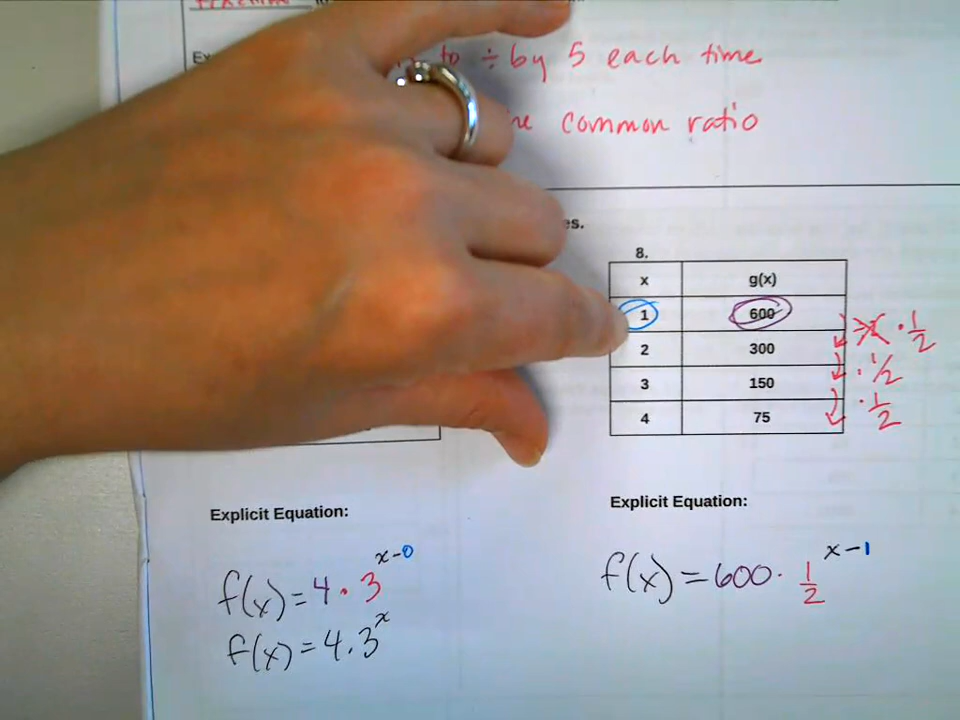 to ÷ by 5 each time
common ratio
es.
8.
x g(x)
1 600 · 1/2
2 300 · 1/2
3 150 · 1/2
4 75
Explicit Equation:
f(x) = 4 · 3^(x-0)
f(x) = 4 · 3^x
Explicit Equation:
f(x) = 600 · 1/2^(x-1)